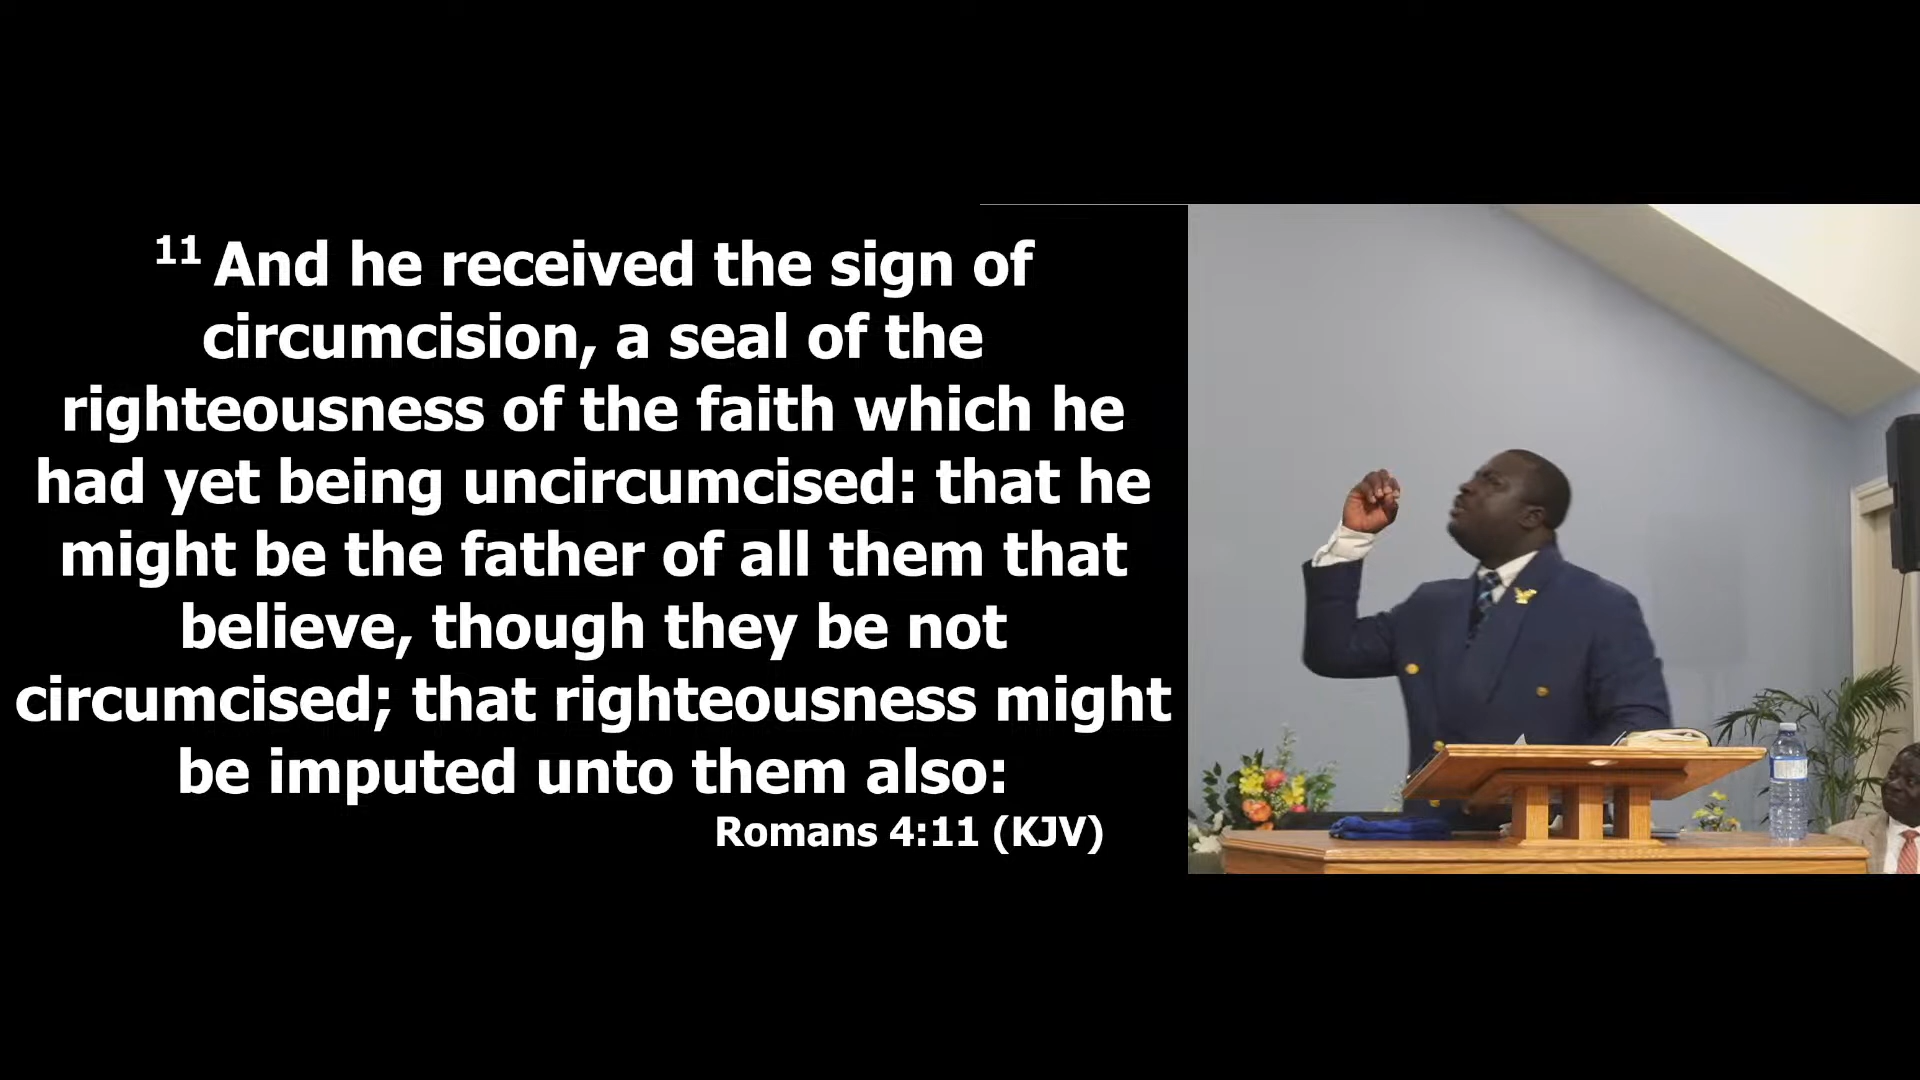 11 And he received the sign of
circumcision, a seal of the
righteousness of the faith which he
had yet being uncircumcised: that he
might be the father of all them that
believe, though they be not
circumcised; that righteousness might
be imputed unto them also:
Romans 4:11 (KJV)